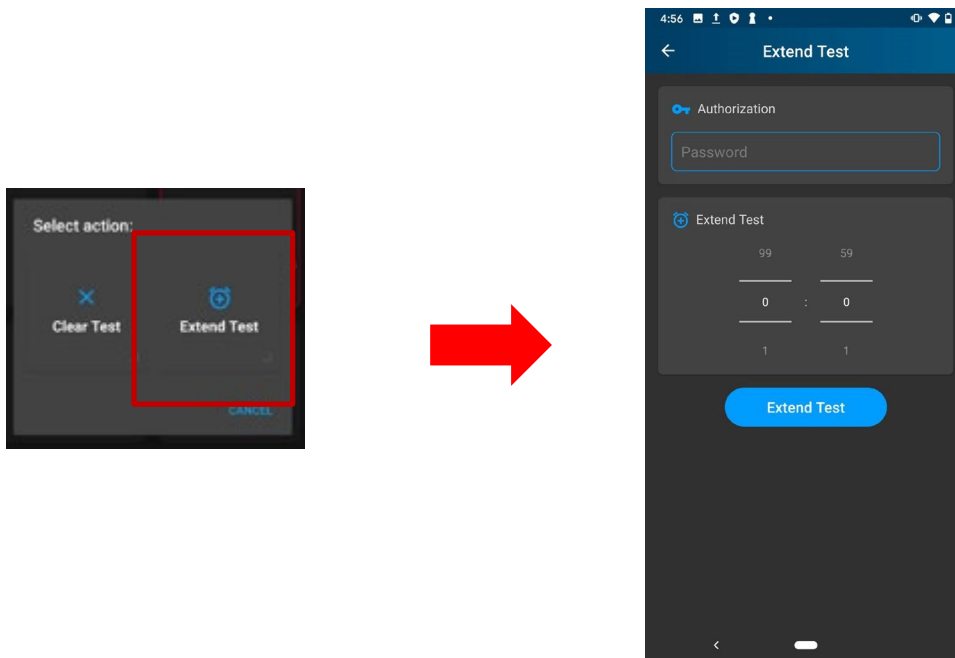 Select action:
Clear Test
Extend Test
CANCEL
4:56
Extend Test
Authorization
Password
Extend Test
99 59
0 : 0
1 1
Extend Test